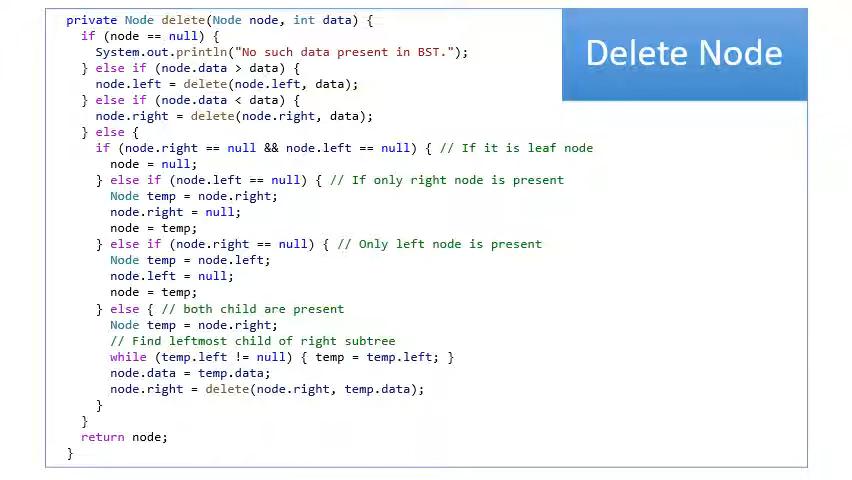 private Node delete(Node node, int data) {
if (node == null) {
System.out.println("No such data present in BST.");
} else if (node.data > data) {
node.left = delete(node.left, data);
} else if (node.data < data) {
node.right = delete(node.right, data);
} else {
if (node.right == null && node.left == null) { // If it is leaf node
node = null;
} else if (node.left == null) { // If only right node is present
Node temp = node.right;
node.right = null;
node = temp;
} else if (node.right == null) { // Only left node is present
Node temp = node.left;
node.left = null;
node = temp;
} else { // both child are present
Node temp = node.right;
// Find leftmost child of right subtree
while (temp.left != null) { temp = temp.left; }
node.data = temp.data;
node.right = delete(node.right, temp.data);
}
}
return node;
}
Delete Node